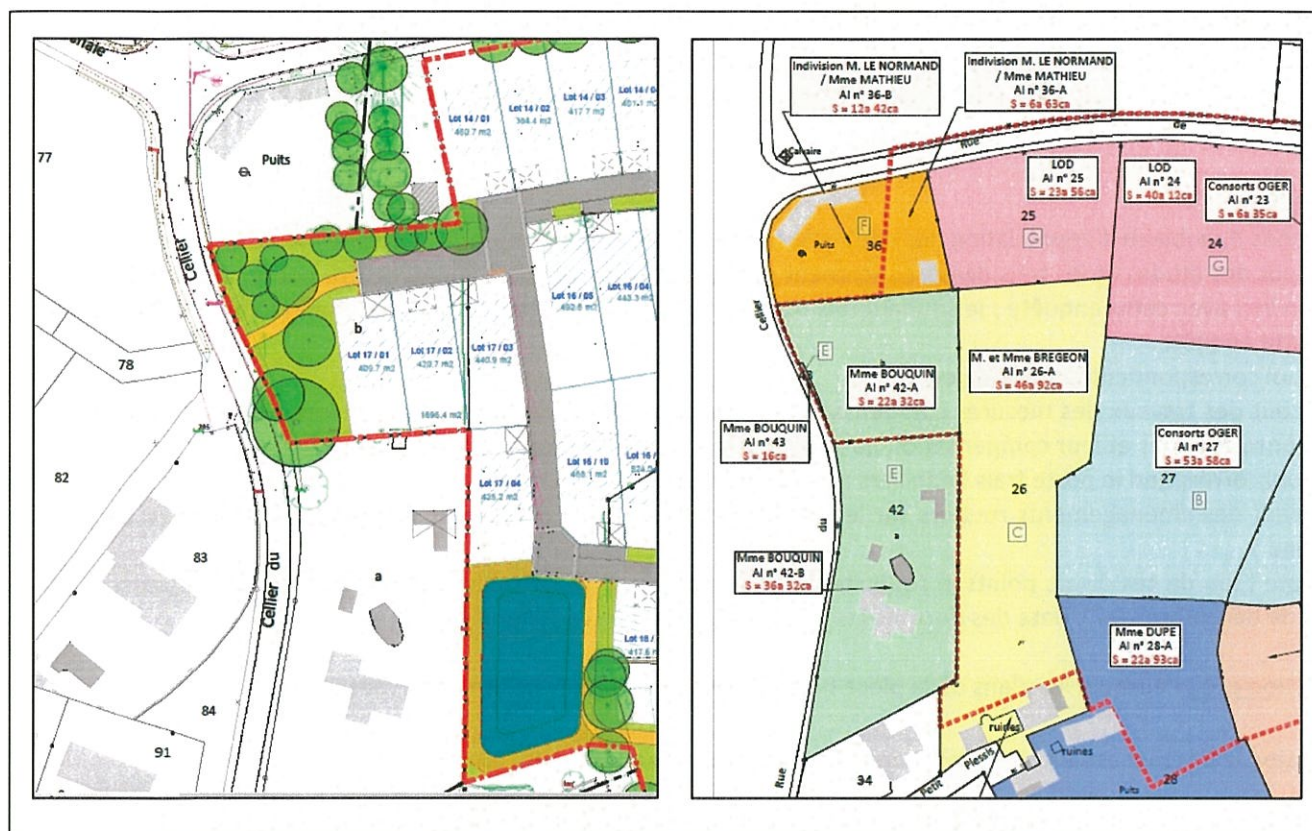 nale
77
Puits
Lot 14 / 01
460.7 m2
Lot 14 / 02
384.4 m2
Lot 14 / 03
417.7 m2
Cellier
78
b
Lot 17 / 01
409.7 m2
Lot 17 / 02
420.7 m2
Lot 17 / 03
440.9 m2
Lot 16 / 05
Lot 16 / 04
443.3 m2
1696.4 m2
82
Lot 17 / 04
425.2 m2
Lot 16 / 10
83
Cellier du
a
84
91
Indivision M. LE NORMAND
/ Mme MATHIEU
AI n° 36-B
S = 12a 42ca
Indivision M. LE NORMAND
/ Mme MATHIEU
AI n° 36-A
S = 6a 63ca
Calvaire
Rue
de
LOD
AI n° 25
S = 23a 56ca
LOD
AI n° 24
S = 40a 12ca
Consorts OGER
AI n° 23
S = 6a 35ca
F
36
Puits
25
G
24
G
Cellier
E
43
Mme BOUQUIN
AI n° 42-A
S = 22a 32ca
M. et Mme BREGEON
AI n° 26-A
S = 46a 92ca
Mme BOUQUIN
AI n° 43
S = 16ca
Consorts OGER
AI n° 27
S = 53a 58ca
27
B
E
42
a
26
C
du
Mme BOUQUIN
AI n° 42-B
S = 36a 32ca
Mme DUPE
AI n° 28-A
S = 22a 93ca
ruines
ruines
Rue
34
Petit
Plessis
Puits
28